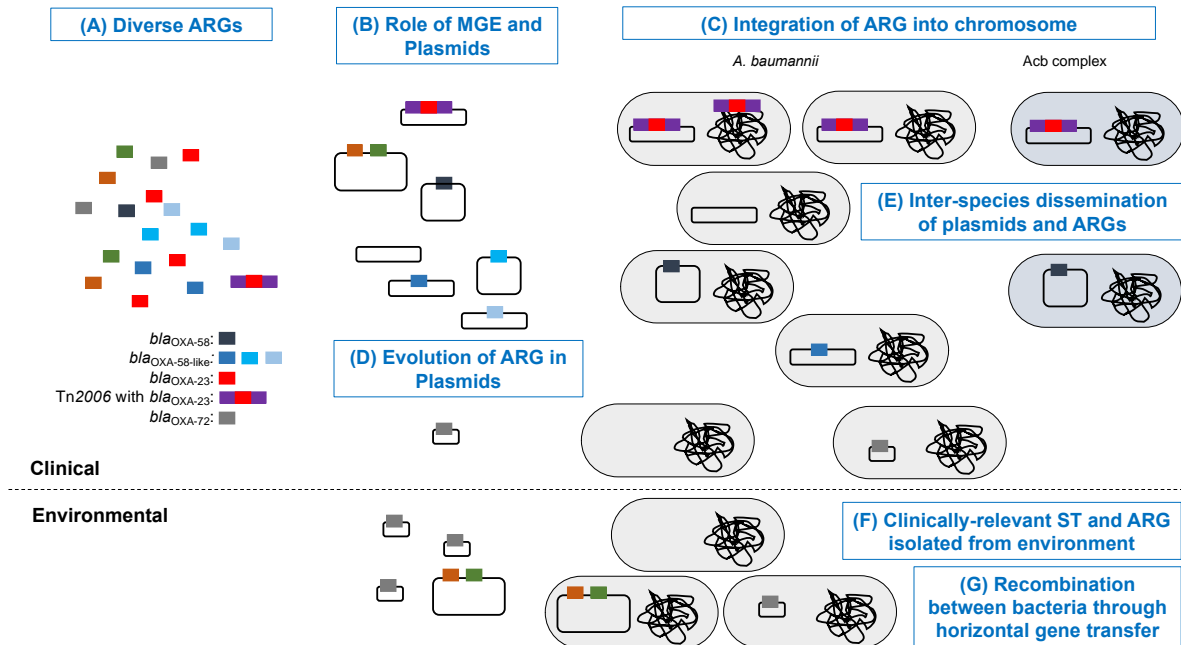 (A) Diverse ARGs
(B) Role of MGE and
Plasmids
(C) Integration of ARG into chromosome
A. baumannii
Acb complex
(E) Inter-species dissemination
of plasmids and ARGs
blaOXA-58:
blaOXA-58-like:
blaOXA-23:
Tn2006 with blaOXA-23:
blaOXA-72:
(D) Evolution of ARG in
Plasmids
Clinical
Environmental
(F) Clinically-relevant ST and ARG
isolated from environment
(G) Recombination
between bacteria through
horizontal gene transfer